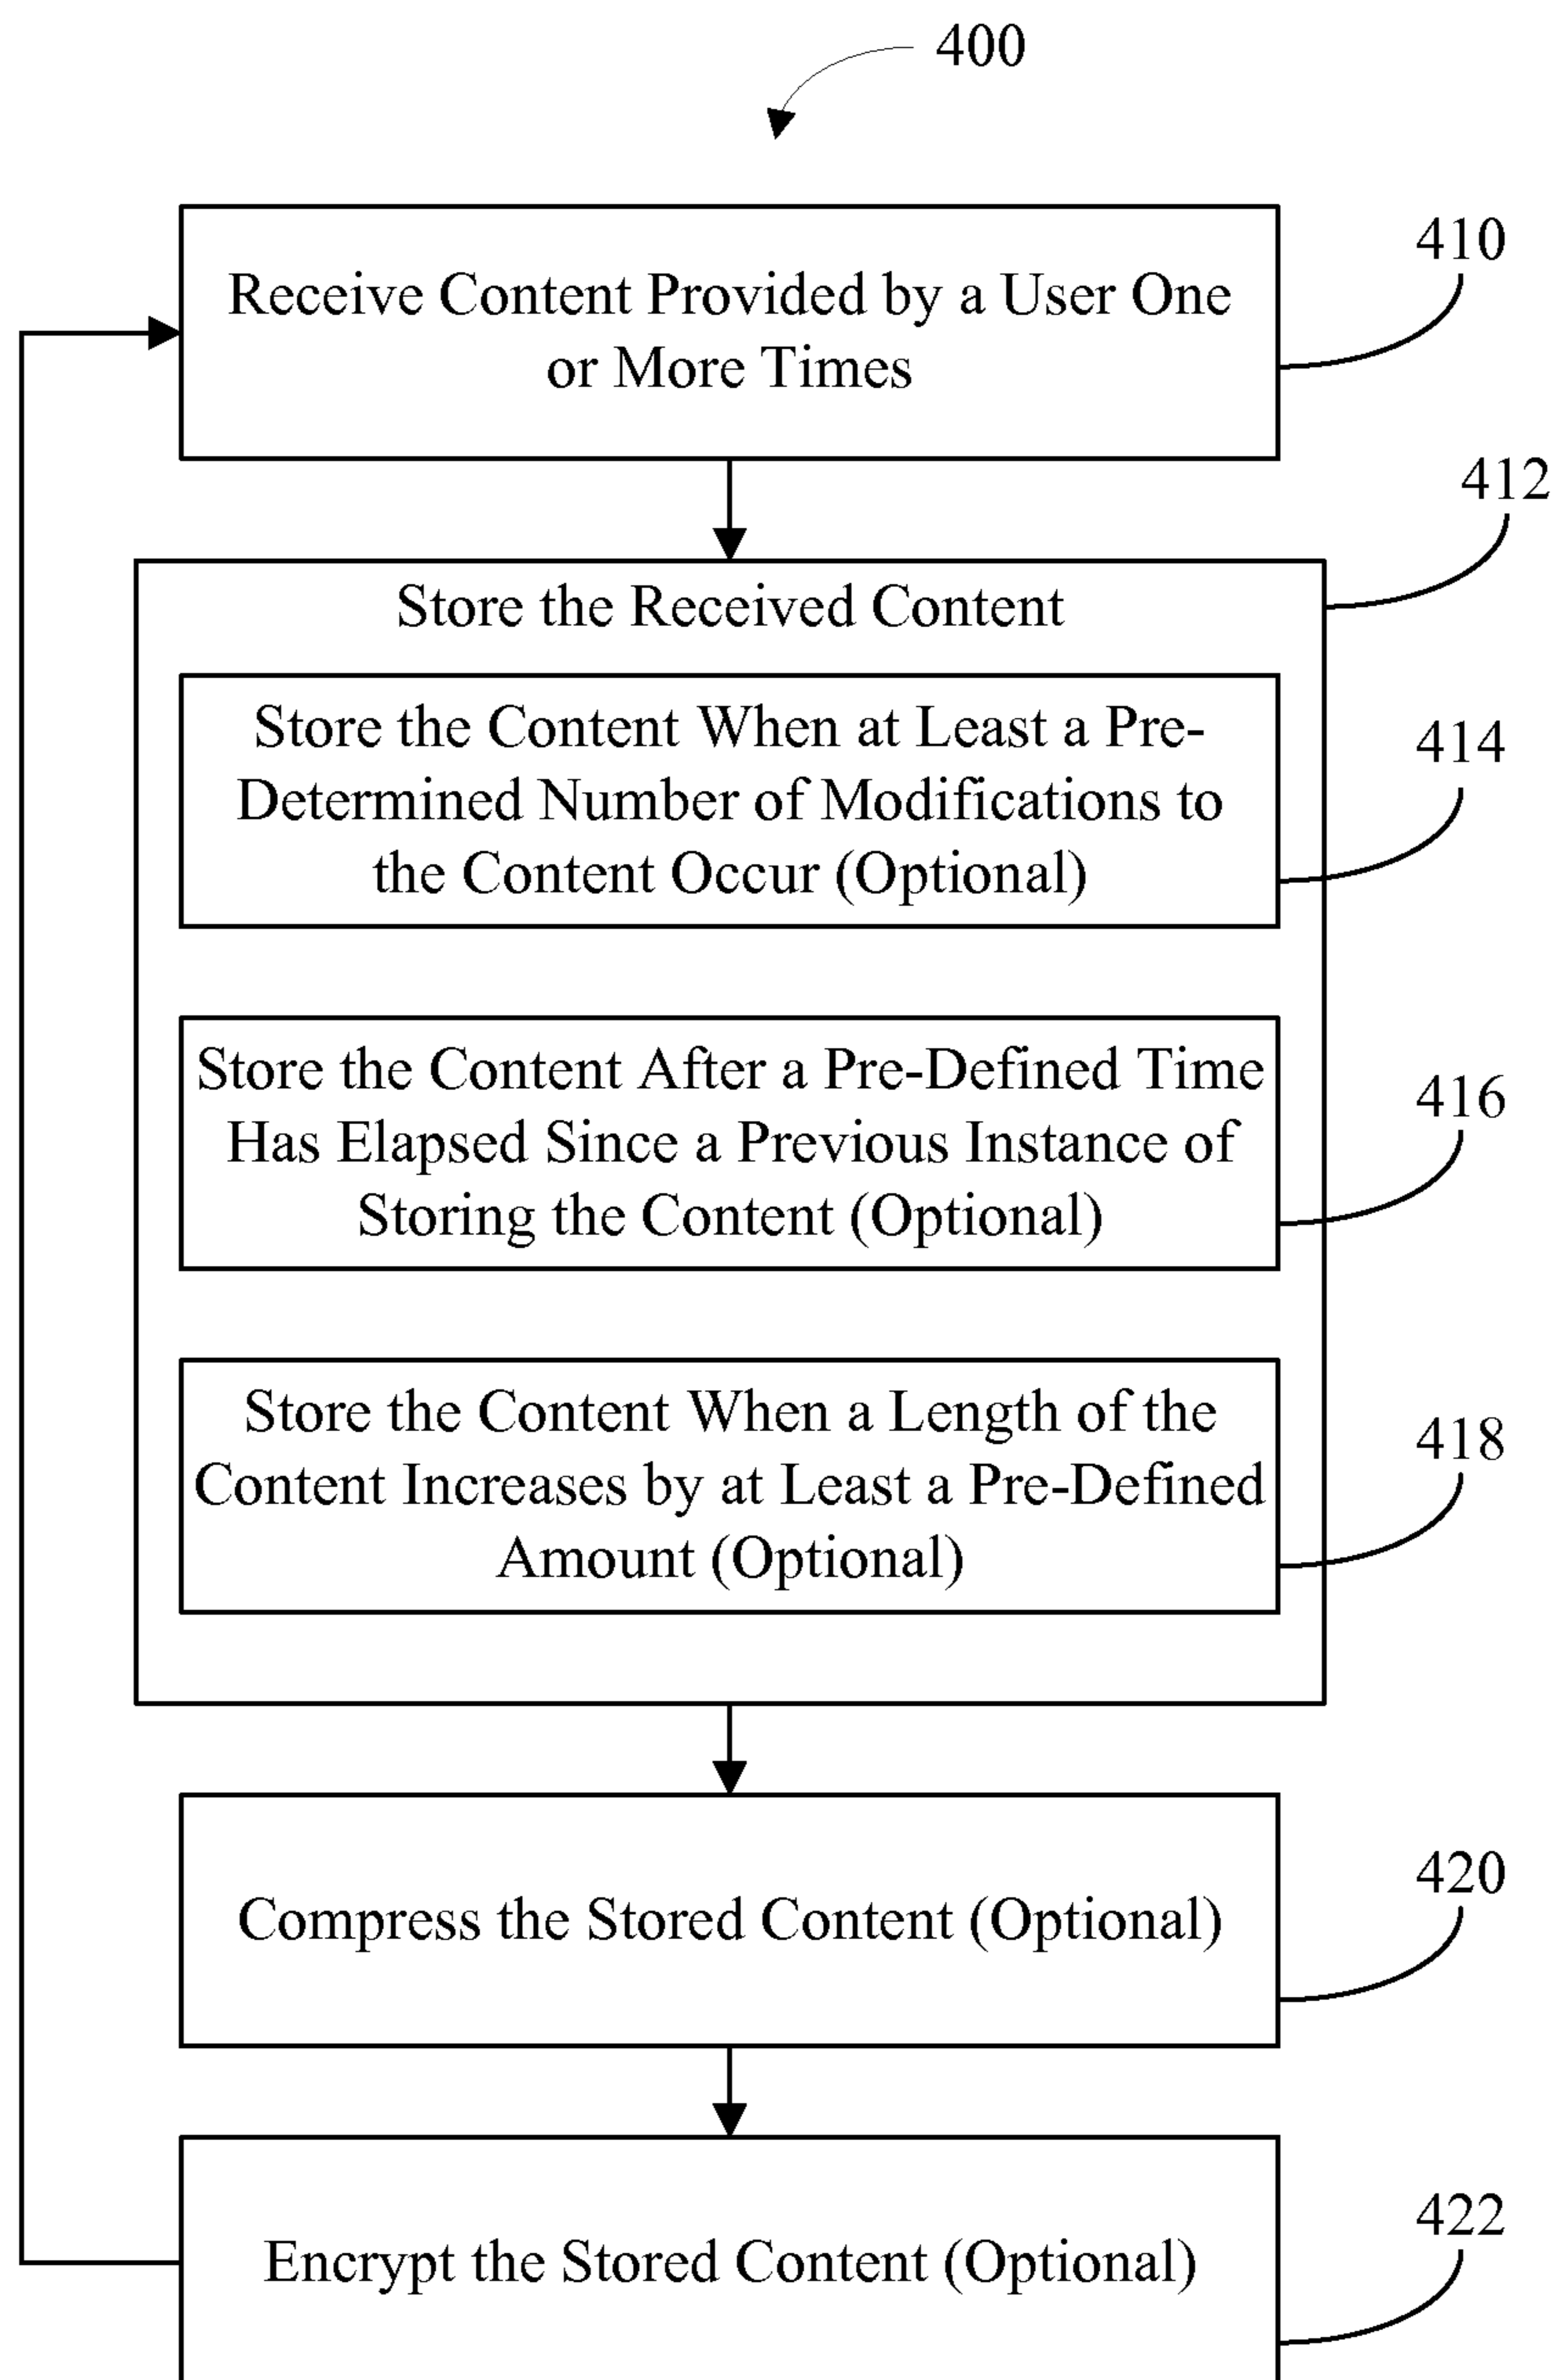 400
Receive Content Provided by a User One
or More Times
410
412
Store the Received Content
Store the Content When at Least a Pre-
Determined Number of Modifications to
the Content Occur (Optional)
414
Store the Content After a Pre-Defined Time
Has Elapsed Since a Previous Instance of
Storing the Content (Optional)
416
Store the Content When a Length of the
Content Increases by at Least a Pre-Defined
Amount (Optional)
418
Compress the Stored Content (Optional)
420
Encrypt the Stored Content (Optional)
422